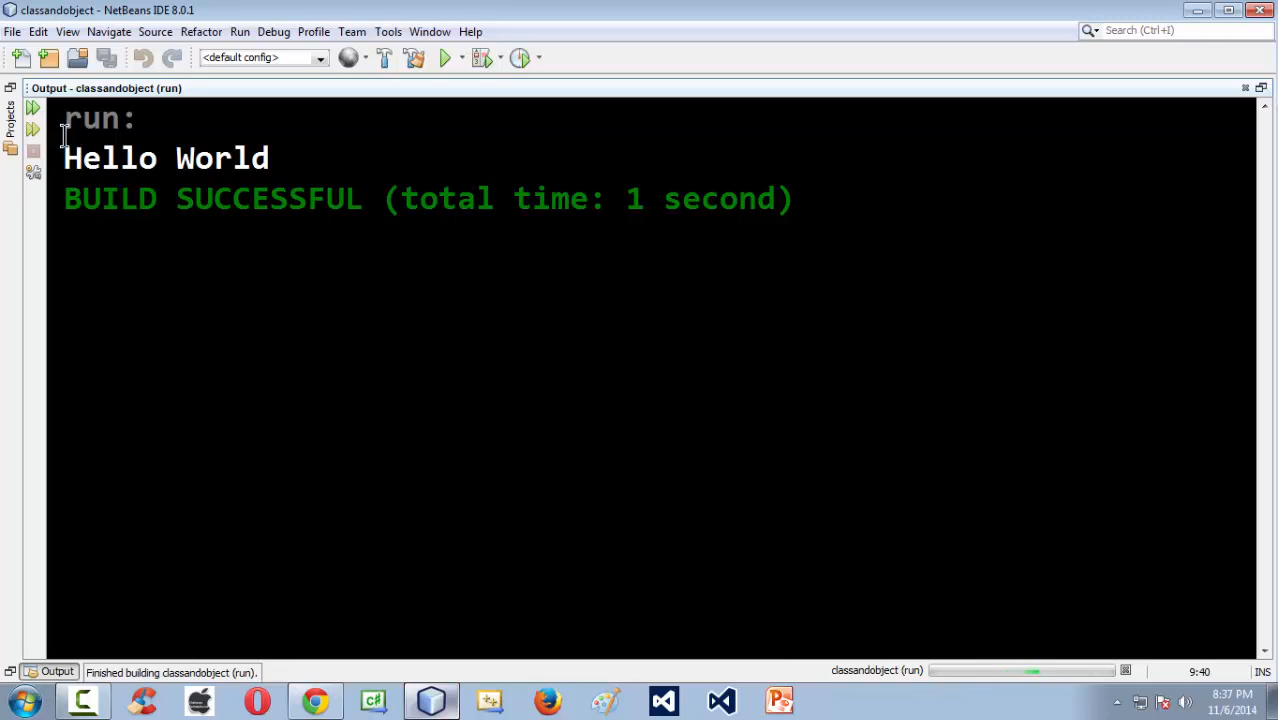 classandobject - NetBeans IDE 8.0.1
File Edit View Navigate Source Refactor Run Debug Profile Team Tools Window Help
Search (Ctrl+I)
<default config>
Output - classandobject (run)
Projects
run:
Hello World
BUILD SUCCESSFUL (total time: 1 second)
Output
Finished building classandobject (run).
classandobject (run)
9:40
INS
8:37 PM
11/6/2014